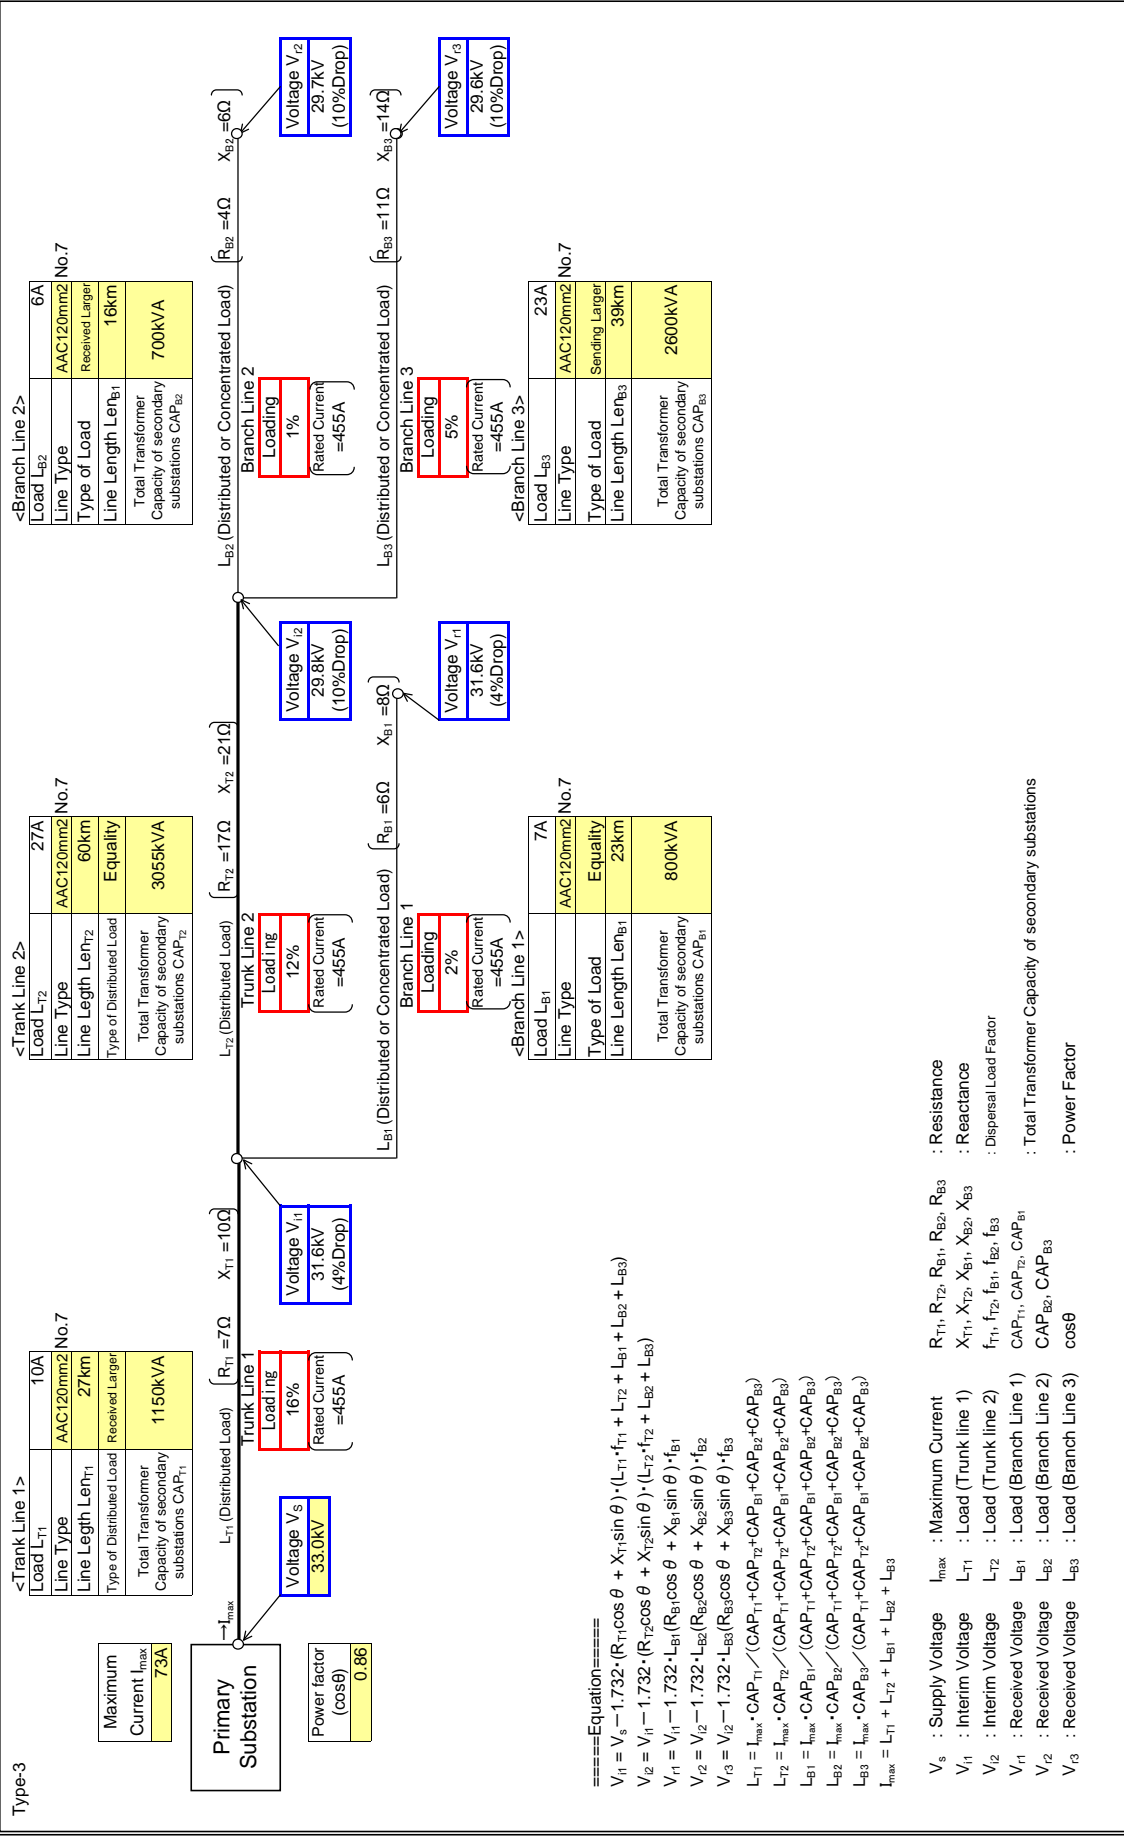 Type-3
Maximum
Current Imax
73A
Primary
Substation
Power factor
(cosθ)
0.86
→Imax
Voltage VS
33.0kV
<Trank Line 1>
Load LT1 10A
Line Type AAC120mm2 No.7
Line Legth LenT1 27km
Type of Distributed Load Received Larger
Total Transformer
Capacity of secondary
substations CAPT1
1150kVA
LT1 (Distributed Load) RT1 =7Ω XT1 =10Ω
Trunk Line 1
Loading
16%
Rated Current
=455A
Voltage Vi1
31.6kV
(4%Drop)
<Trank Line 2>
Load LT2 27A
Line Type AAC120mm2 No.7
Line Legth LenT2 60km
Type of Distributed Load Equality
Total Transformer
Capacity of secondary
substations CAPT2
3055kVA
LT2 (Distributed Load) RT2 =17Ω XT2 =21Ω
Trunk Line 2
Loading
12%
Rated Current
=455A
Voltage Vi2
29.8kV
(10%Drop)
LB1 (Distributed or Concentrated Load) RB1 =6Ω XB1 =8Ω
Branch Line 1
Loading
2%
Rated Current
=455A
Voltage Vr1
31.6kV
(4%Drop)
<Branch Line 1>
Load LB1 7A
Line Type AAC120mm2 No.7
Type of Load Equality
Line Length LenB1 23km
Total Transformer
Capacity of secondary
substations CAPB1
800kVA
<Branch Line 2>
Load LB2 6A
Line Type AAC120mm2 No.7
Type of Load Received Larger
Line Length LenB1 16km
Total Transformer
Capacity of secondary
substations CAPB2
700kVA
LB2 (Distributed or Concentrated Load) RB2 =4Ω XB2 =6Ω
Branch Line 2
Loading
1%
Rated Current
=455A
Voltage Vr2
29.7kV
(10%Drop)
LB3 (Distributed or Concentrated Load) RB3 =11Ω XB3 =14Ω
Branch Line 3
Loading
5%
Rated Current
=455A
Voltage Vr3
29.6kV
(10%Drop)
<Branch Line 3>
Load LB3 23A
Line Type AAC120mm2 No.7
Type of Load Sending Larger
Line Length LenB3 39km
Total Transformer
Capacity of secondary
substations CAPB3
2600kVA
=====Equation=====
Vi1 = Vs－1.732･(RT1cos θ + XT1sin θ)･(LT1･fT1 + LT2 + LB1 + LB2 + LB3)
Vi2 = Vi1－1.732･(RT2cos θ + XT2sin θ)･(LT2･fT2 + LB2 + LB3)
Vr1 = Vi1－1.732･LB1(RB1cos θ + XB1sin θ)･fB1
Vr2 = Vi2－1.732･LB2(RB2cos θ + XB2sin θ)･fB2
Vr3 = Vi2－1.732･LB3(RB3cos θ + XB3sin θ)･fB3
LT1 = Imax･CAPT1／(CAPT1+CAPT2+CAPB1+CAPB2+CAPB3)
LT2 = Imax･CAPT2／(CAPT1+CAPT2+CAPB1+CAPB2+CAPB3)
LB1 = Imax･CAPB1／(CAPT1+CAPT2+CAPB1+CAPB2+CAPB3)
LB2 = Imax･CAPB2／(CAPT1+CAPT2+CAPB1+CAPB2+CAPB3)
LB3 = Imax･CAPB3／(CAPT1+CAPT2+CAPB1+CAPB2+CAPB3)
Imax = LT1 + LT2 + LB1 + LB2 + LB3
Vs : Supply Voltage Imax : Maximum Current RT1, RT2, RB1, RB2, RB3 : Resistance
Vi1 : Interim Voltage LT1 : Load (Trunk line 1) XT1, XT2, XB1, XB2, XB3 : Reactance
Vi2 : Interim Voltage LT2 : Load (Trunk line 2) fT1, fT2, fB1, fB2, fB3 : Dispersal Load Factor
Vr1 : Received Voltage LB1 : Load (Branch Line 1) CAPT1, CAPT2, CAPB1 : Total Transformer Capacity of secondary substations
Vr2 : Received Voltage LB2 : Load (Branch Line 2) CAPB2, CAPB3
Vr3 : Received Voltage LB3 : Load (Branch Line 3) cosθ : Power Factor